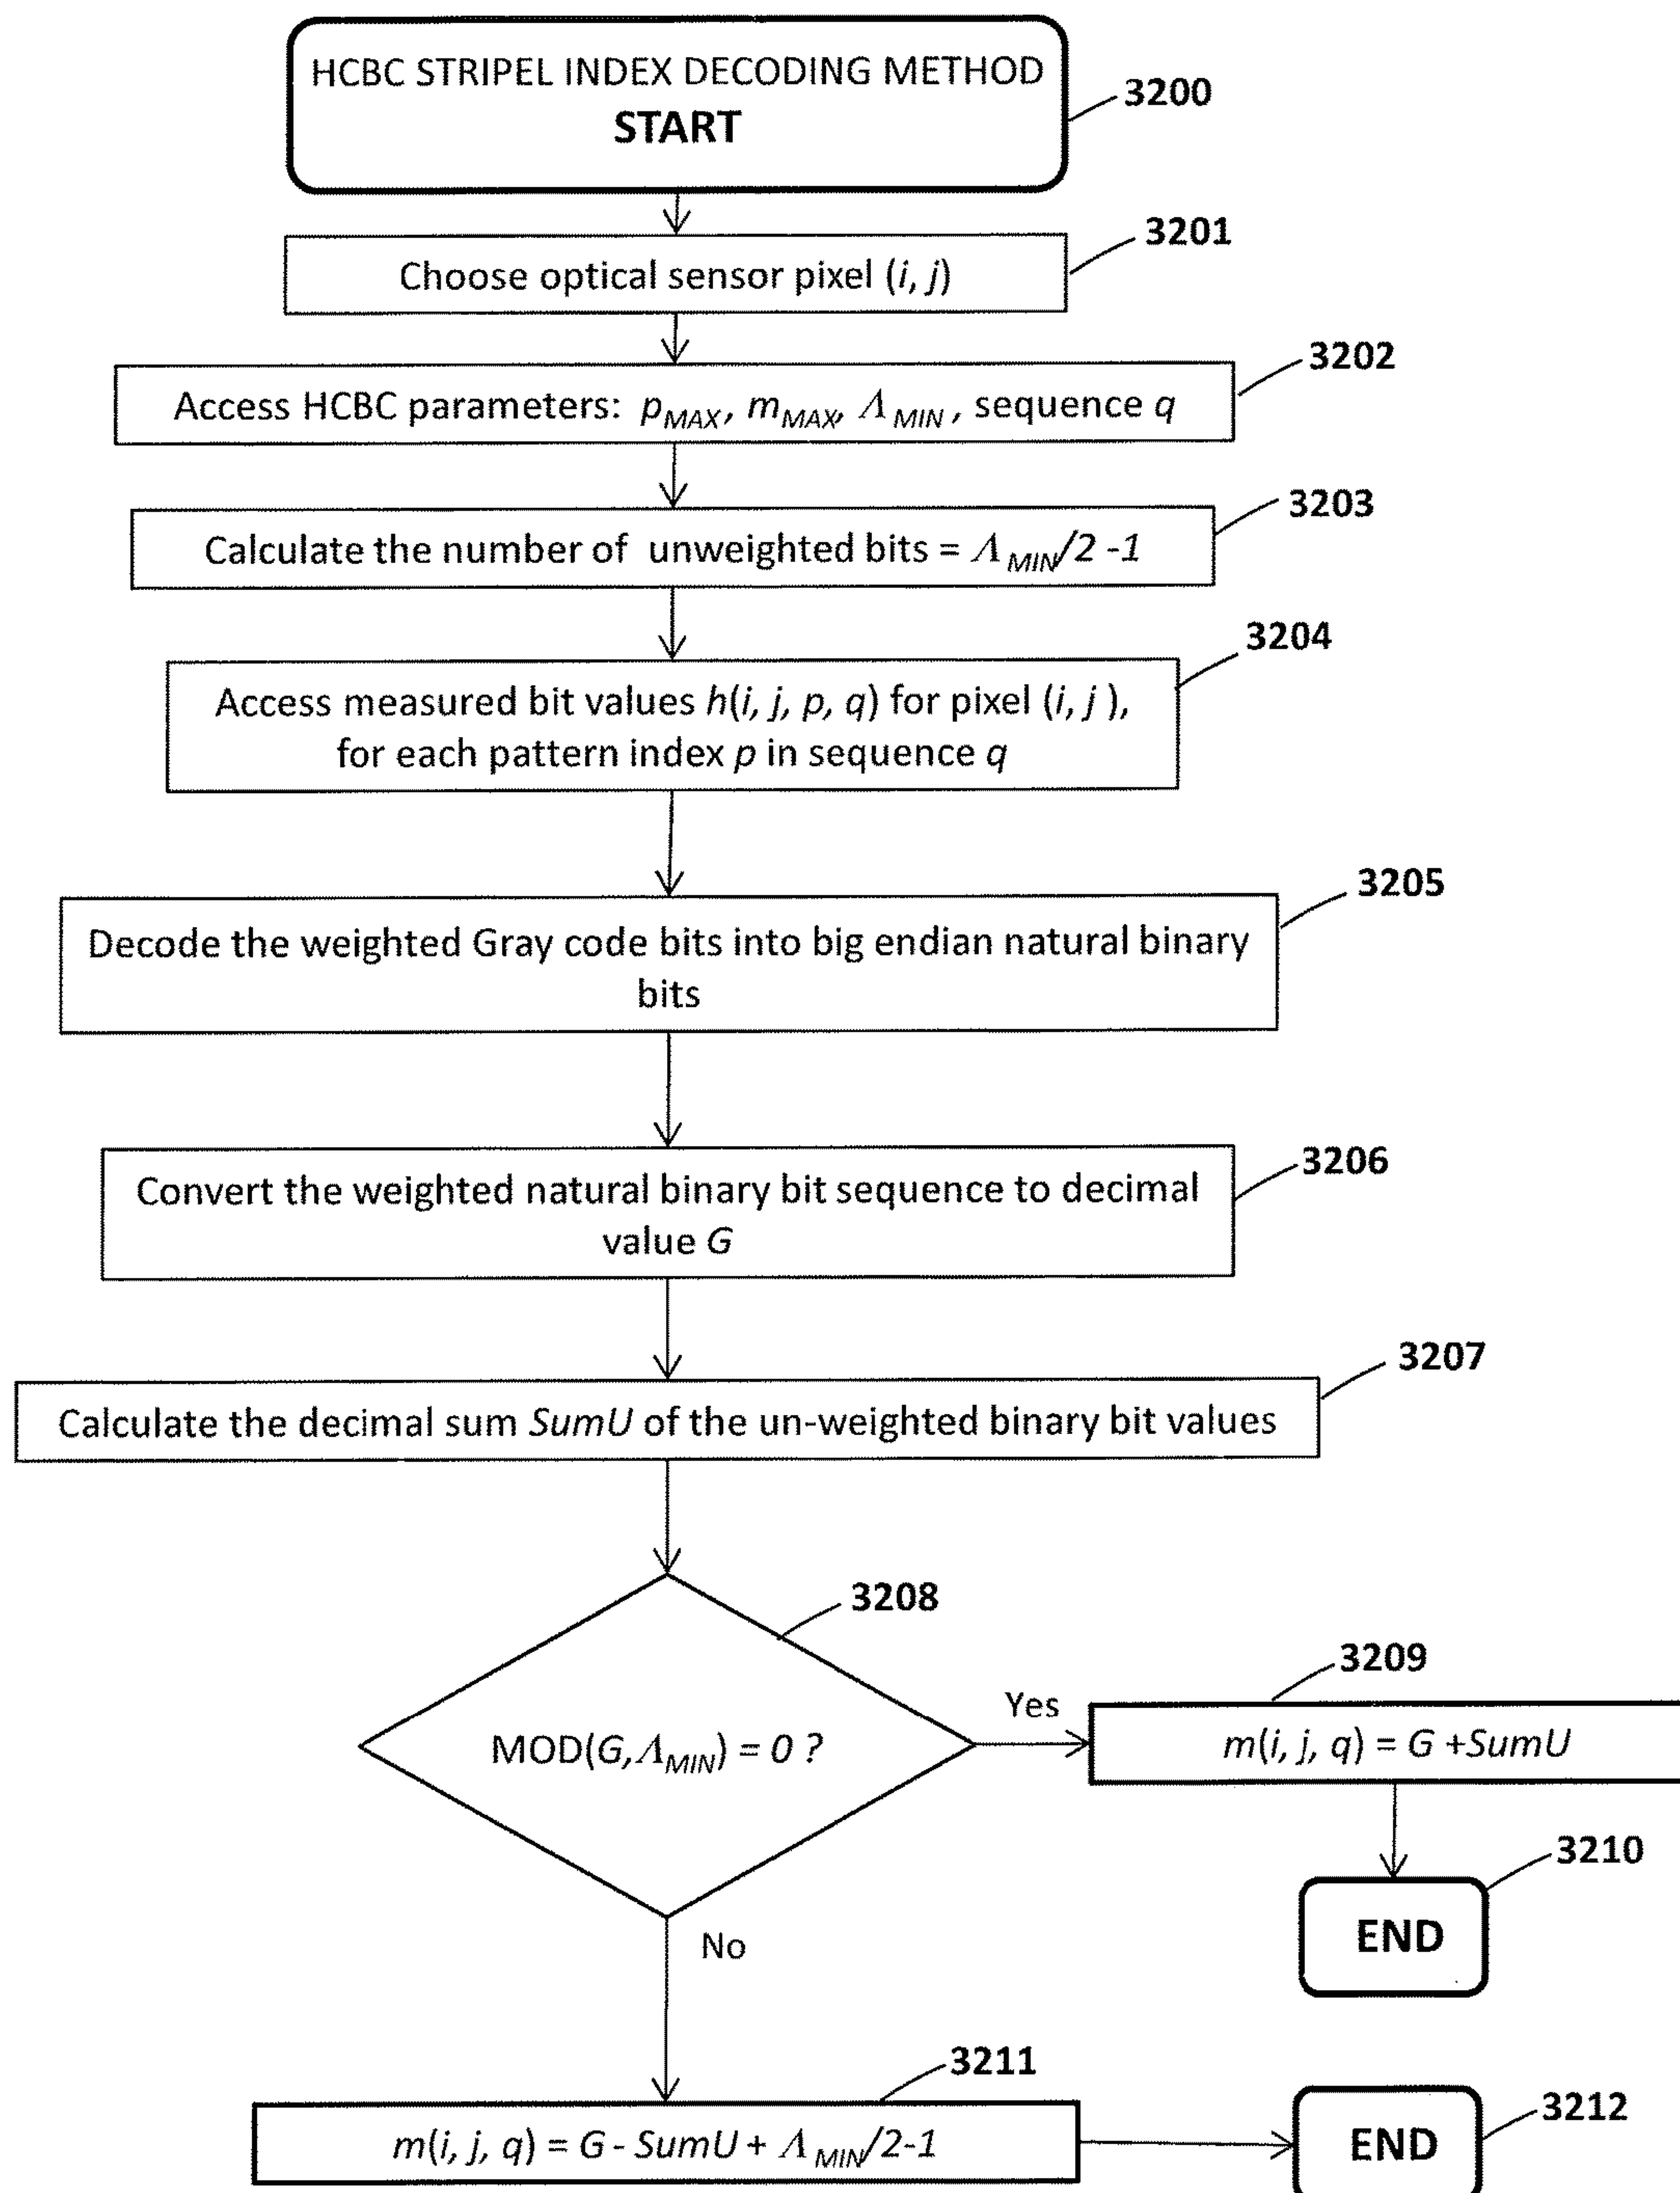 HCBC STRIPEL INDEX DECODING METHOD
START
3200
3201
Choose optical sensor pixel (i, j)
3202
Access HCBC parameters: pMAX, mMAX, ΛMIN, sequence q
3203
Calculate the number of unweighted bits = ΛMIN/2 -1
3204
Access measured bit values h(i, j, p, q) for pixel (i, j ),
for each pattern index p in sequence q
3205
Decode the weighted Gray code bits into big endian natural binary
bits
3206
Convert the weighted natural binary bit sequence to decimal
value G
3207
Calculate the decimal sum SumU of the un-weighted binary bit values
3208
MOD(G,ΛMIN) = 0 ?
Yes
3209
m(i, j, q) = G +SumU
3210
END
No
3211
m(i, j, q) = G - SumU + ΛMIN/2-1
3212
END